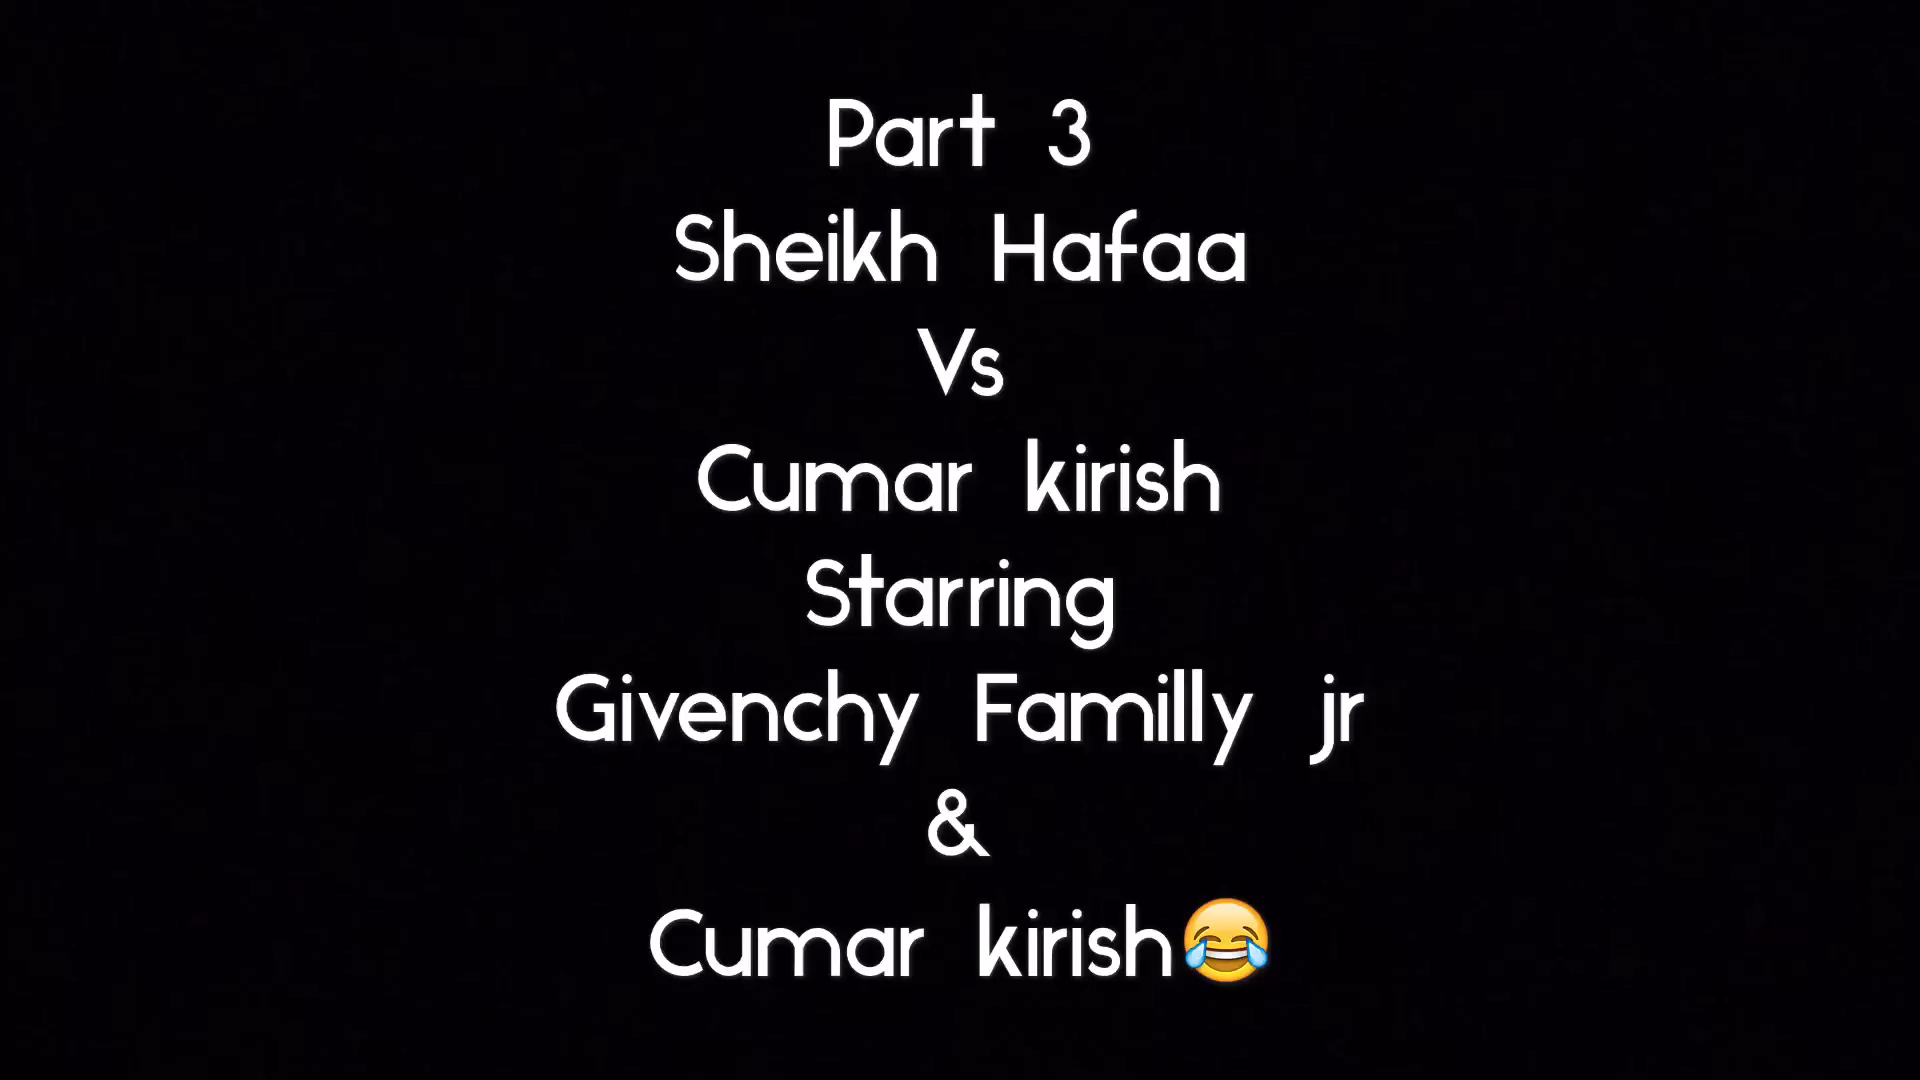 Part 3
Sheikh Hafaa
Vs
Cumar kirish
Starring
Givenchy Familly jr
&
Cumar kirish😂